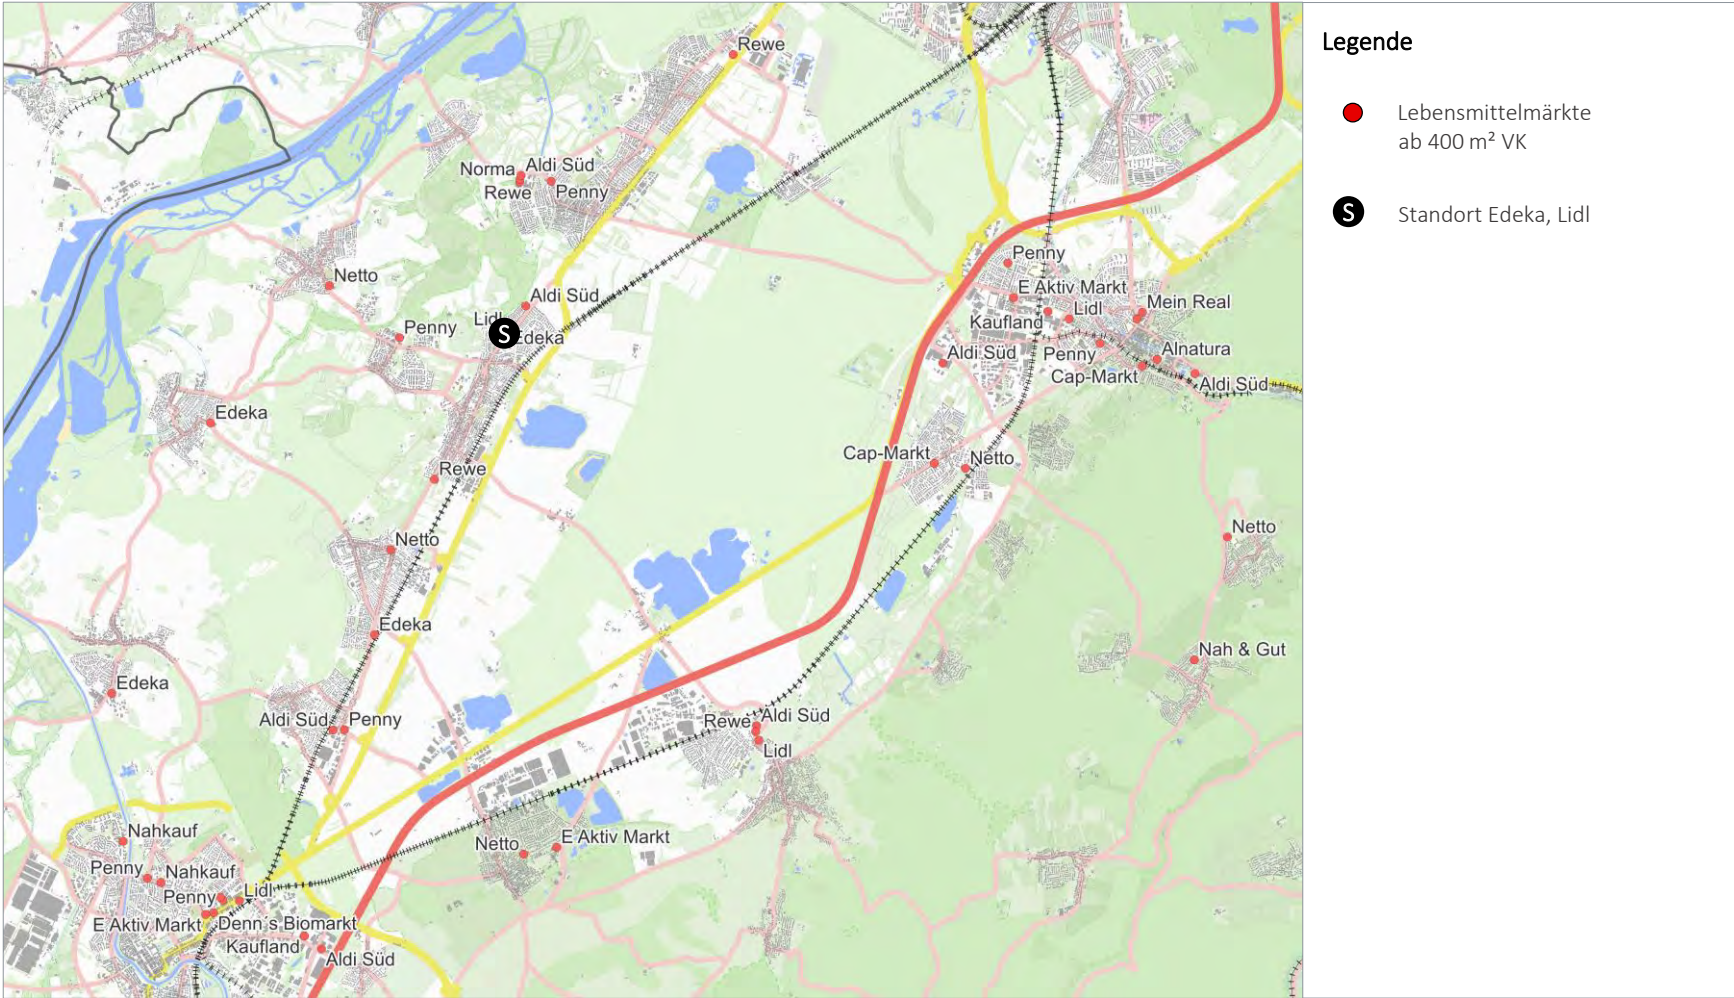 Legende
Lebensmittelmärkte
ab 400 m² VK
S
Standort Edeka, Lidl
Rewe
Norma
Aldi Süd
Rewe
Penny
Netto
Aldi Süd
Penny
Lidl
S
Edeka
Edeka
Rewe
Netto
Edeka
Edeka
Aldi Süd
Penny
Penny
E Aktiv Markt
Lidl
Mein Real
Kaufland
Aldi Süd
Penny
Alnatura
Cap-Markt
Aldi Süd
Cap-Markt
Netto
Netto
Nah & Gut
Rewe
Aldi Süd
Lidl
Netto
E Aktiv Markt
Nahkauf
Penny
Nahkauf
Penny
Lidl
E Aktiv Markt
Denn´s Biomarkt
Kaufland
Aldi Süd